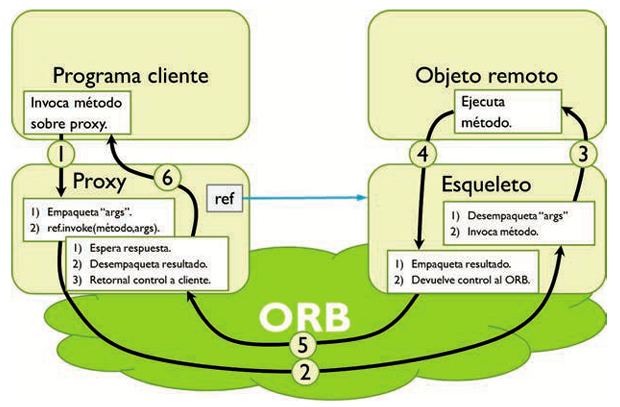 Programa cliente
Invoca método
sobre proxy.
1
6
Proxy
1) Empaqueta “args”.
2) ref.invoke(método,args).
1) Espera respuesta.
2) Desempaqueta resultado.
3) Retornal control a cliente.
ref
Objeto remoto
Ejecuta
método.
4
3
Esqueleto
1) Desempaqueta “args”
2) Invoca método.
1) Empaqueta resultado.
2) Devuelve control al ORB.
ORB
5
2